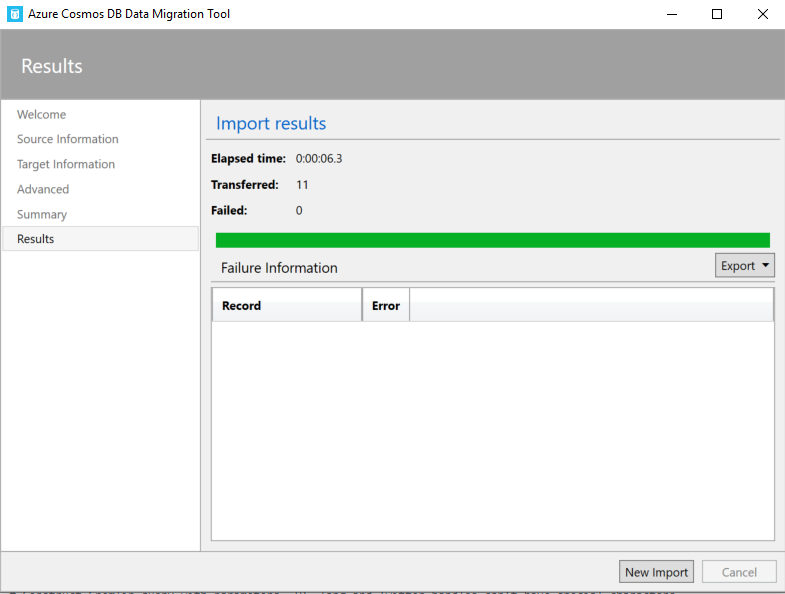 Azure Cosmos DB Data Migration Tool
Results
Welcome
Source Information
Target Information
Advanced
Summary
Results
Import results
Elapsed time: 0:00:06.3
Transferred: 11
Failed: 0
Failure Information
Export
Record Error
New Import Cancel